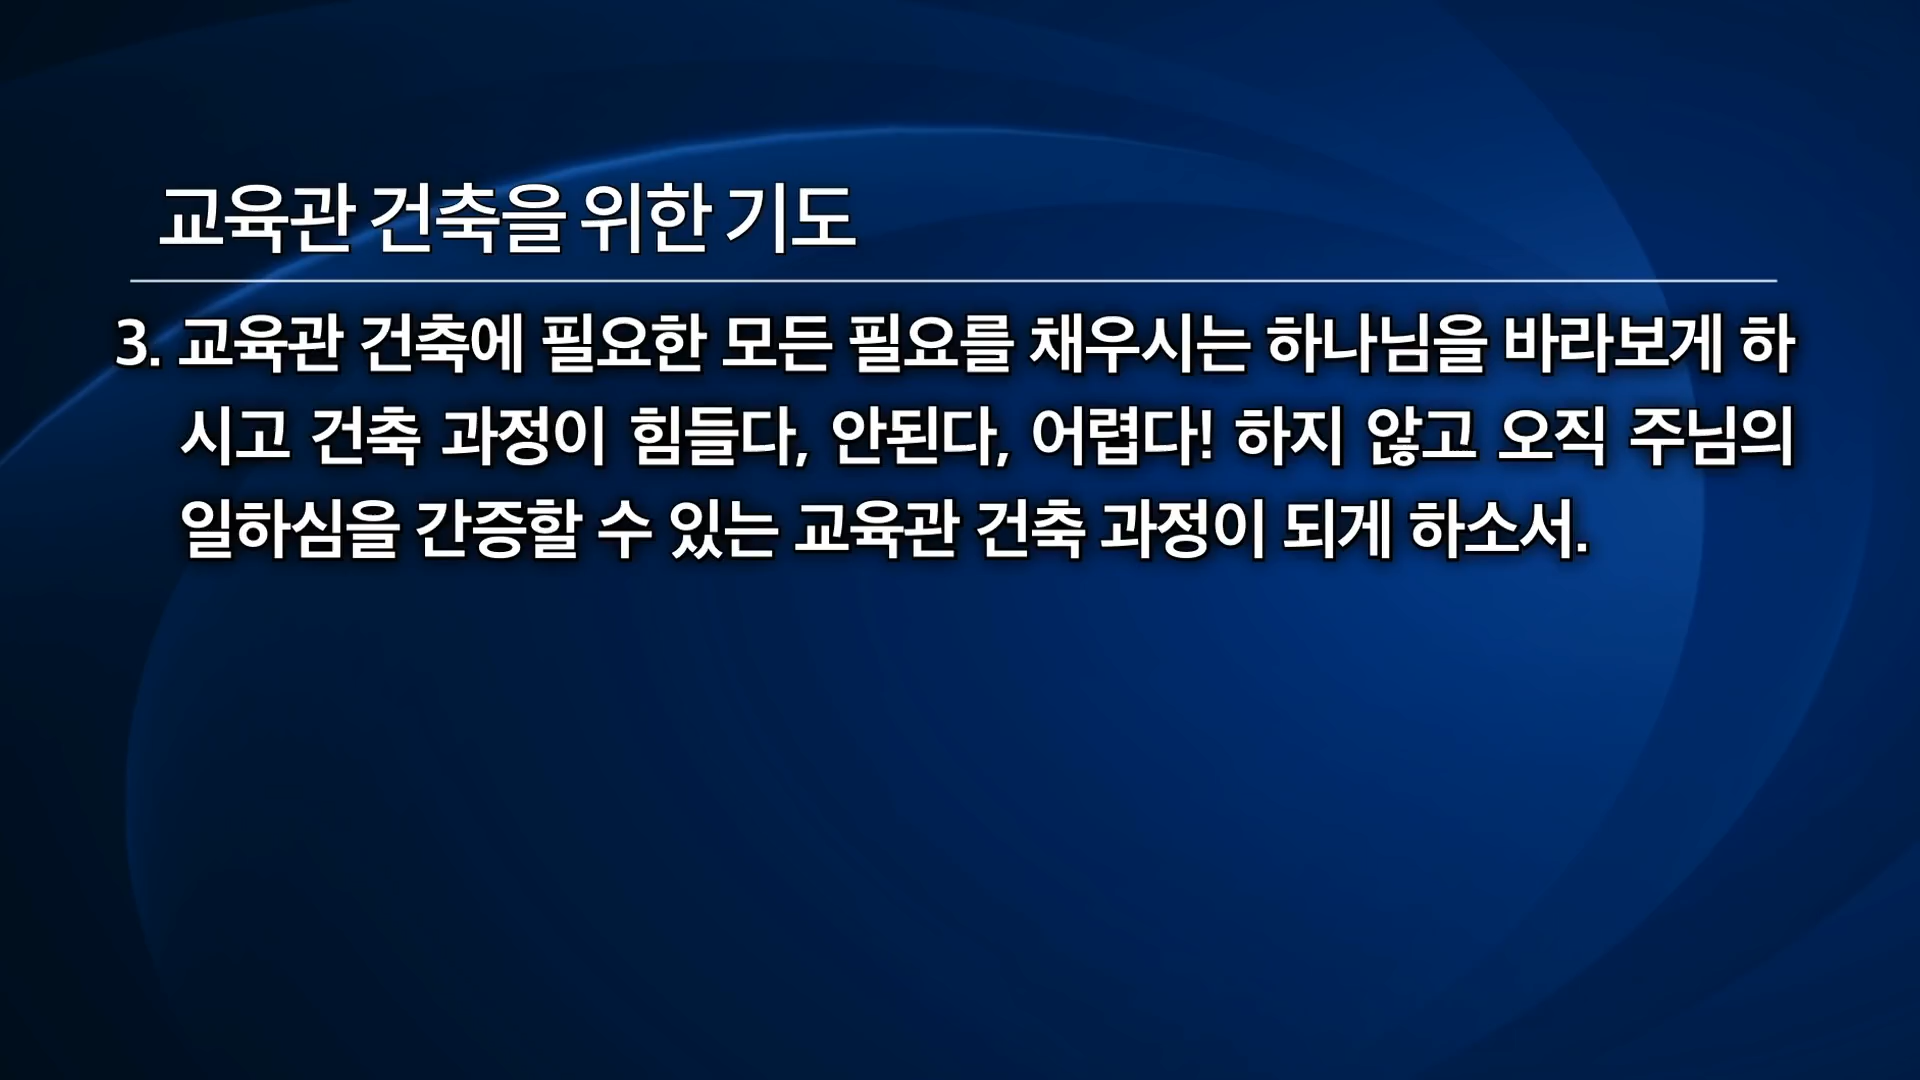 교육관 건축을 위한 기도
3. 교육관 건축에 필요한 모든 필요를 채우시는 하나님을 바라보게 하
시고 건축 과정이 힘들다, 안된다, 어렵다! 하지 않고 오직 주님의
일하심을 간증할 수 있는 교육관 건축 과정이 되게 하소서.